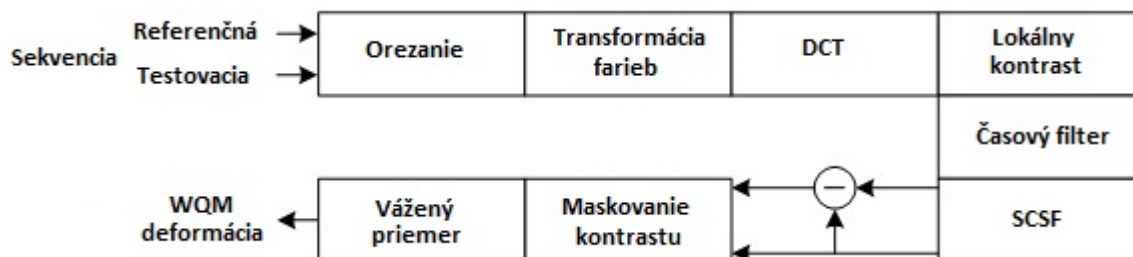 Sekvencia
Referenčná
Testovacia
Orezanie
Transformácia
farieb
DCT
Lokálny
kontrast
Časový filter
SCSF
−
Maskovanie
kontrastu
Vážený
priemer
WQM
deformácia